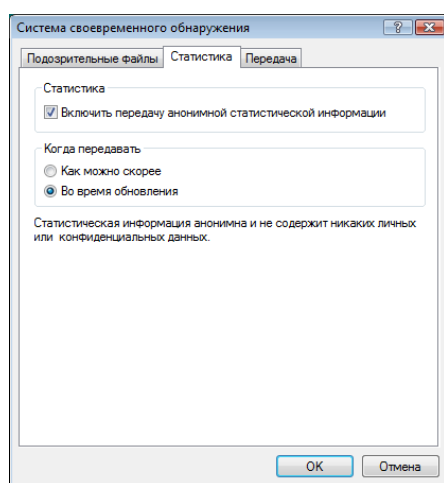 Система своевременного обнаружения
Подозрительные файлы Статистика Передача
Статистика
Включить передачу анонимной статистической информации
Когда передавать
Как можно скорее
Во время обновления
Статистическая информация анонимна и не содержит никаких личных
или конфиденциальных данных.
OK Отмена